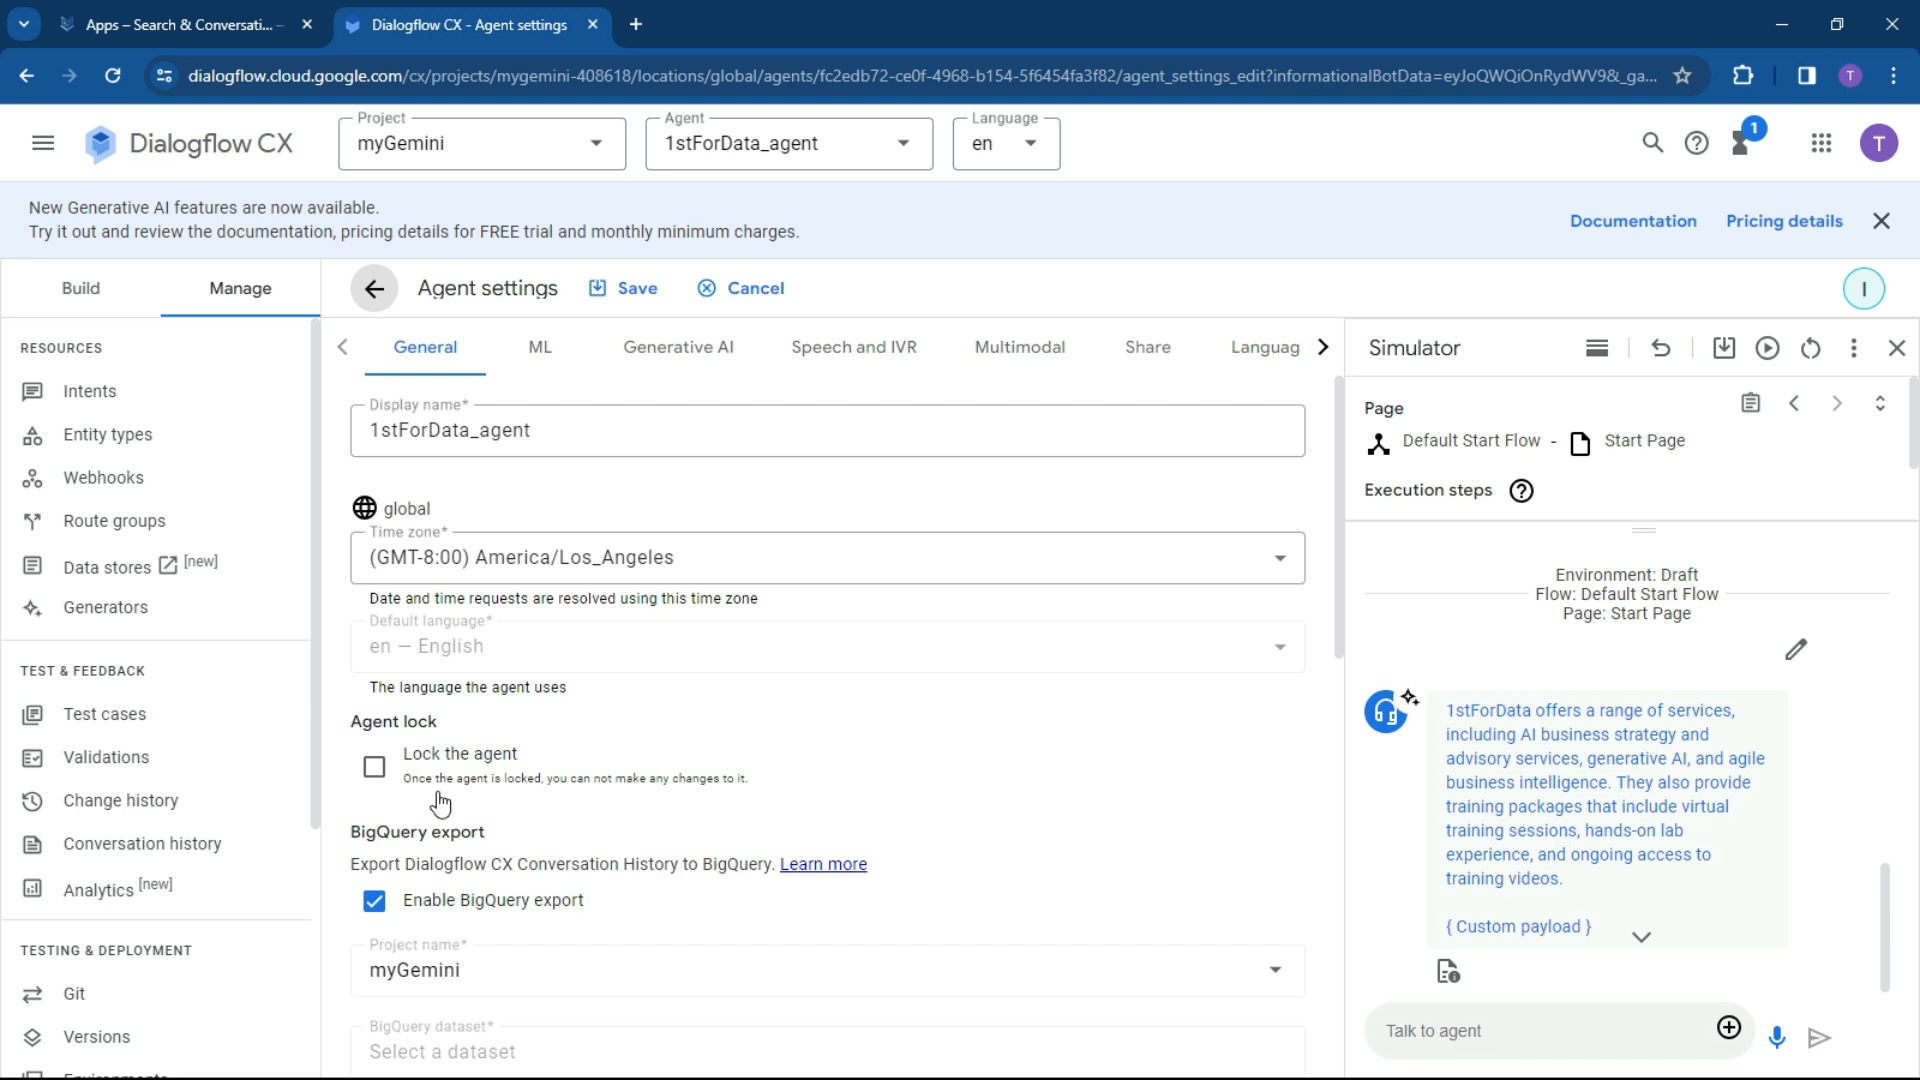 Apps – Search & Conversati...
Dialogflow CX - Agent settings
dialogflow.cloud.google.com/cx/projects/mygemini-408618/locations/global/agents/fc2edb72-ce0f-4968-b154-5f6454fa3f82/agent_settings_edit?informationalBotData=eyJoQWQiOnRydWV9&_ga...
T
Dialogflow CX
Project
myGemini
Agent
1stForData_agent
Language
en
1
T
New Generative AI features are now available.
Try it out and review the documentation, pricing details for FREE trial and monthly minimum charges.
Documentation
Pricing details
Build
Manage
Agent settings
Save
Cancel
I
RESOURCES
Intents
Entity types
Webhooks
Route groups
Data stores [new]
Generators
TEST & FEEDBACK
Test cases
Validations
Change history
Conversation history
Analytics [new]
TESTING & DEPLOYMENT
Git
Versions
General
ML
Generative AI
Speech and IVR
Multimodal
Share
Languag
Display name*
1stForData_agent
global
Time zone*
(GMT-8:00) America/Los_Angeles
Date and time requests are resolved using this time zone
Default language*
en — English
The language the agent uses
Agent lock
Lock the agent
Once the agent is locked, you can not make any changes to it.
BigQuery export
Export Dialogflow CX Conversation History to BigQuery. Learn more
Enable BigQuery export
Project name*
myGemini
BigQuery dataset*
Select a dataset
Simulator
Page
Default Start Flow - Start Page
Execution steps
Environment: Draft
Flow: Default Start Flow
Page: Start Page
1stForData offers a range of services,
including AI business strategy and
advisory services, generative AI, and agile
business intelligence. They also provide
training packages that include virtual
training sessions, hands-on lab
experience, and ongoing access to
training videos.
{ Custom payload }
Talk to agent